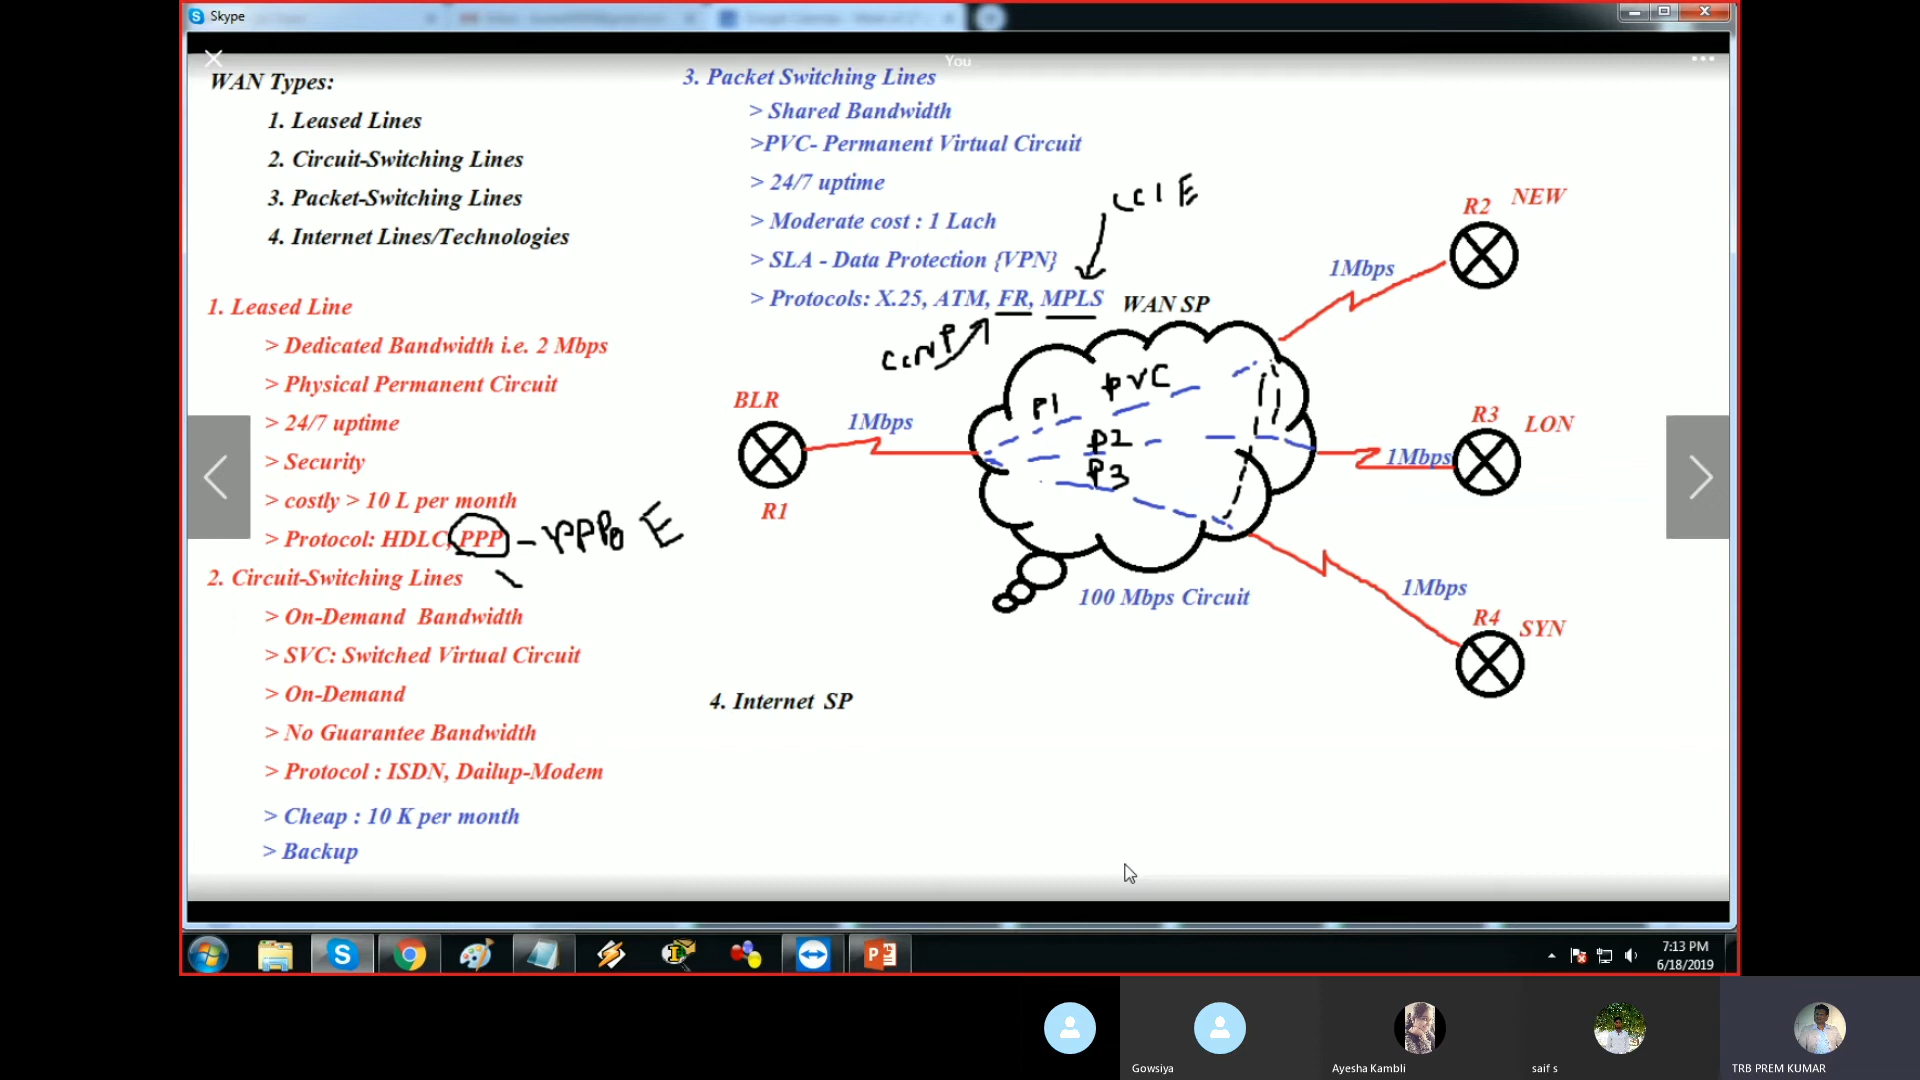 Skype
You
WAN Types:
1. Leased Lines
2. Circuit-Switching Lines
3. Packet-Switching Lines
4. Internet Lines/Technologies
1. Leased Line
> Dedicated Bandwidth i.e. 2 Mbps
> Physical Permanent Circuit
> 24/7 uptime
> Security
> costly > 10 L per month
> Protocol: HDLC, PPP - PPPoE
2. Circuit-Switching Lines
> On-Demand Bandwidth
> SVC: Switched Virtual Circuit
> On-Demand
> No Guarantee Bandwidth
> Protocol : ISDN, Dailup-Modem
> Cheap : 10 K per month
> Backup
3. Packet Switching Lines
> Shared Bandwidth
>PVC- Permanent Virtual Circuit
> 24/7 uptime
> Moderate cost : 1 Lach
> SLA - Data Protection {VPN}
> Protocols: X.25, ATM, FR, MPLS
CCIE
CCNP
WAN SP
R2 NEW
1Mbps
BLR
1Mbps
R1
P1
PVC
P2
P3
R3 LON
1Mbps
1Mbps
R4 SYN
100 Mbps Circuit
4. Internet SP
7:13 PM
6/18/2019
Gowsiya
Ayesha Kambli
saif s
TRB PREM KUMAR